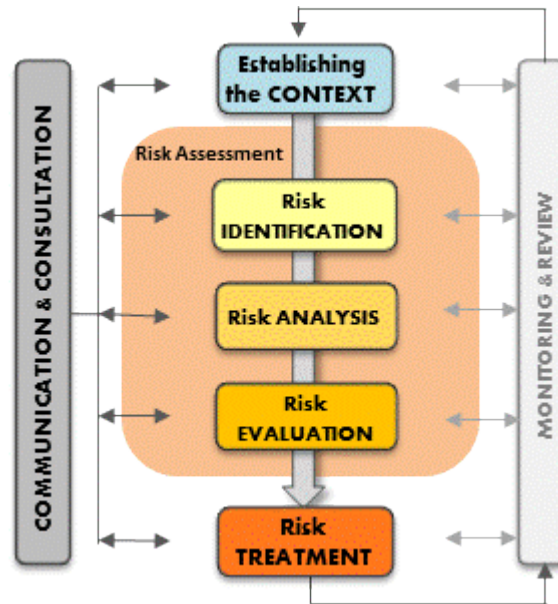 Establishing
the CONTEXT
Risk Assessment
Risk
IDENTIFICATION
Risk ANALYSIS
Risk
EVALUATION
Risk
TREATMENT
COMMUNICATION & CONSULTATION
MONITORING & REVIEW